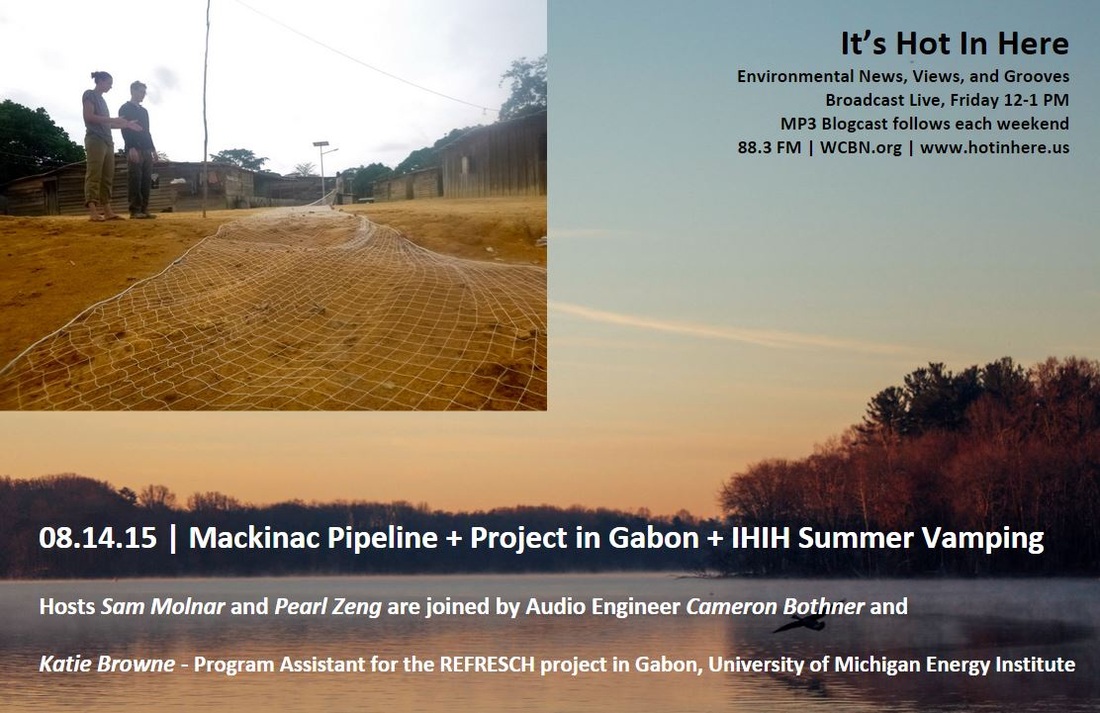 It's Hot In Here
Environmental News, Views, and Grooves
Broadcast Live, Friday 12-1 PM
MP3 Blogcast follows each weekend
88.3 FM | WCBN.org | www.hotinhere.us
08.14.15 | Mackinac Pipeline + Project in Gabon + IHIH Summer Vamping
Hosts Sam Molnar and Pearl Zeng are joined by Audio Engineer Cameron Bothner and
Katie Browne - Program Assistant for the REFRESCH project in Gabon, University of Michigan Energy Institute